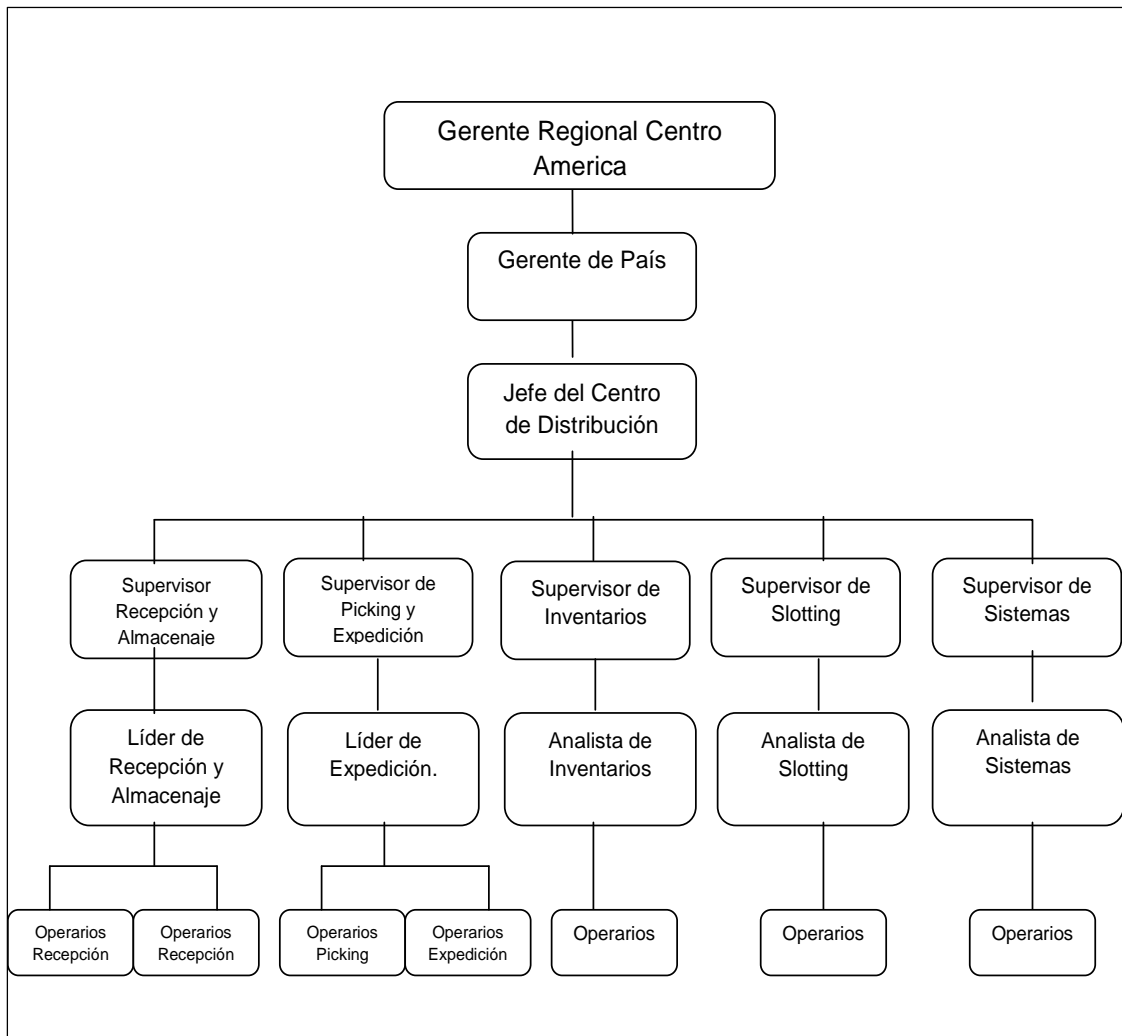 Gerente Regional Centro
America
Gerente de País
Jefe del Centro
de Distribución
Supervisor
Recepción y
Almacenaje
Supervisor de
Picking y
Expedición
Supervisor de
Inventarios
Supervisor de
Slotting
Supervisor de
Sistemas
Líder de
Recepción y
Almacenaje
Líder de
Expedición.
Analista de
Inventarios
Analista de
Slotting
Analista de
Sistemas
Operarios
Recepción
Operarios
Recepción
Operarios
Picking
Operarios
Expedición
Operarios
Operarios
Operarios